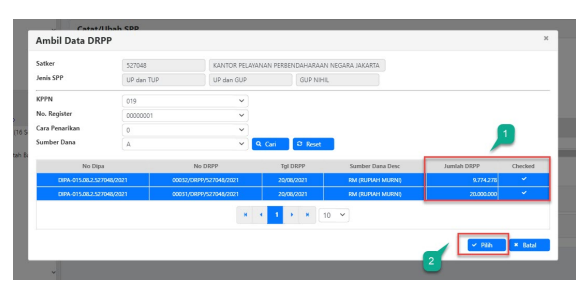 Catat/Ubah SPP
Ambil Data DRPP ×
Satker 527048 KANTOR PELAYANAN PERBENDAHARAAN NEGARA JAKARTA
Jenis SPP UP dan TUP UP dan GUP GUP NIHIL
KPPN 019
No. Register 00000001
Cara Penarikan 0
Sumber Dana A Cari Reset
1
No Dipa No DRPP Tgl DRPP Sumber Dana Desc Jumlah DRPP Checked
DIPA-015.08.2.527048/2021 00032/DRPP/527048/2021 20/08/2021 RM (RUPIAH MURNI) 9.774.278
DIPA-015.08.2.527048/2021 00031/DRPP/527048/2021 20/08/2021 RM (RUPIAH MURNI) 20.000.000
1 10
Pilih × Batal
2